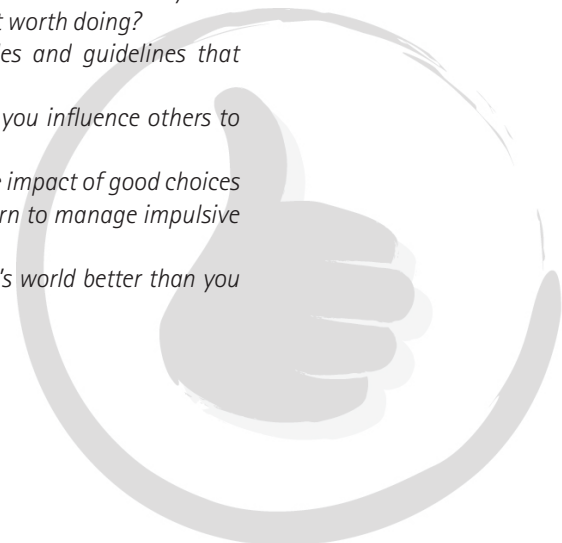 t worth doing?
es and guidelines that
you influence others to
impact of good choices
rn to manage impulsive
's world better than you